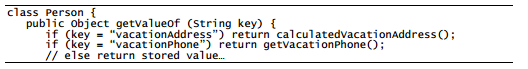 class Person {
public Object getValueOf (String key) {
if (key = “vacationAddress”) return calculatedVacationAddress();
if (key = “vacationPhone”) return getVacationPhone();
// else return stored value…